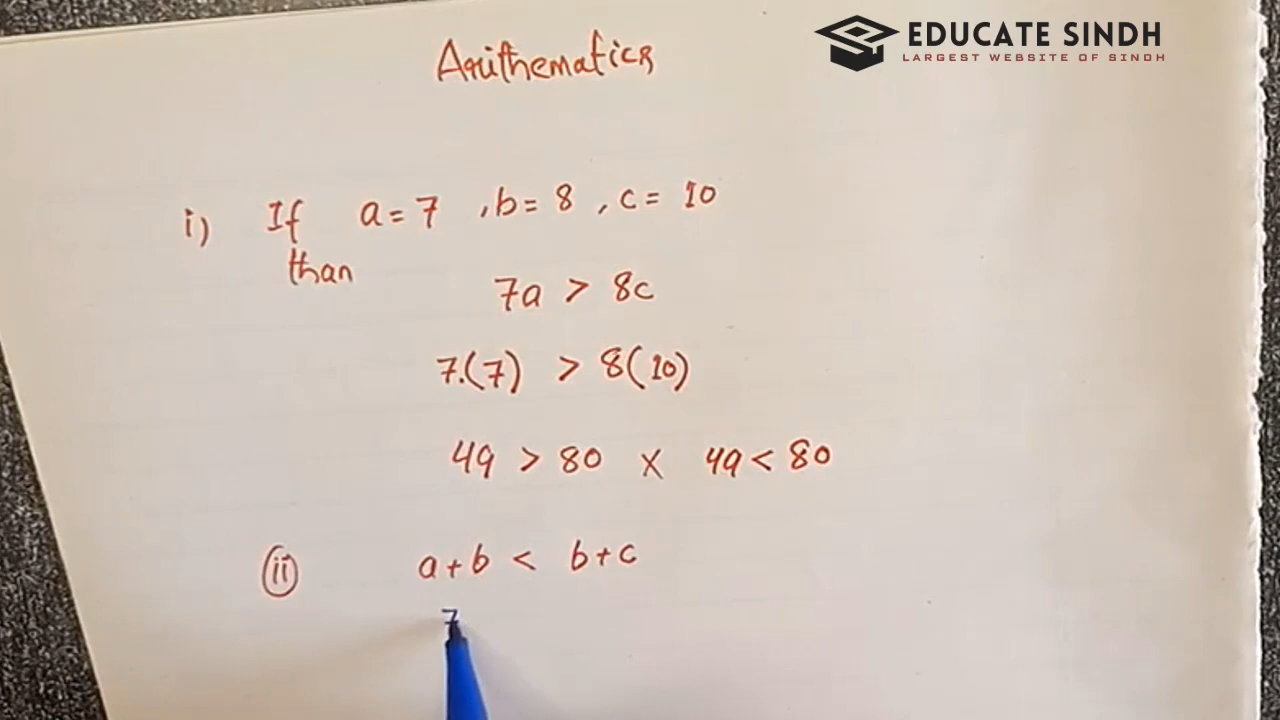 EDUCATE SINDH
LARGEST WEBSITE OF SINDH
Arithematics
i) If a = 7 , b = 8 , c = 10
than
7a > 8c
7.(7) > 8(10)
49 > 80 x 49 < 80
ii a + b < b + c
7